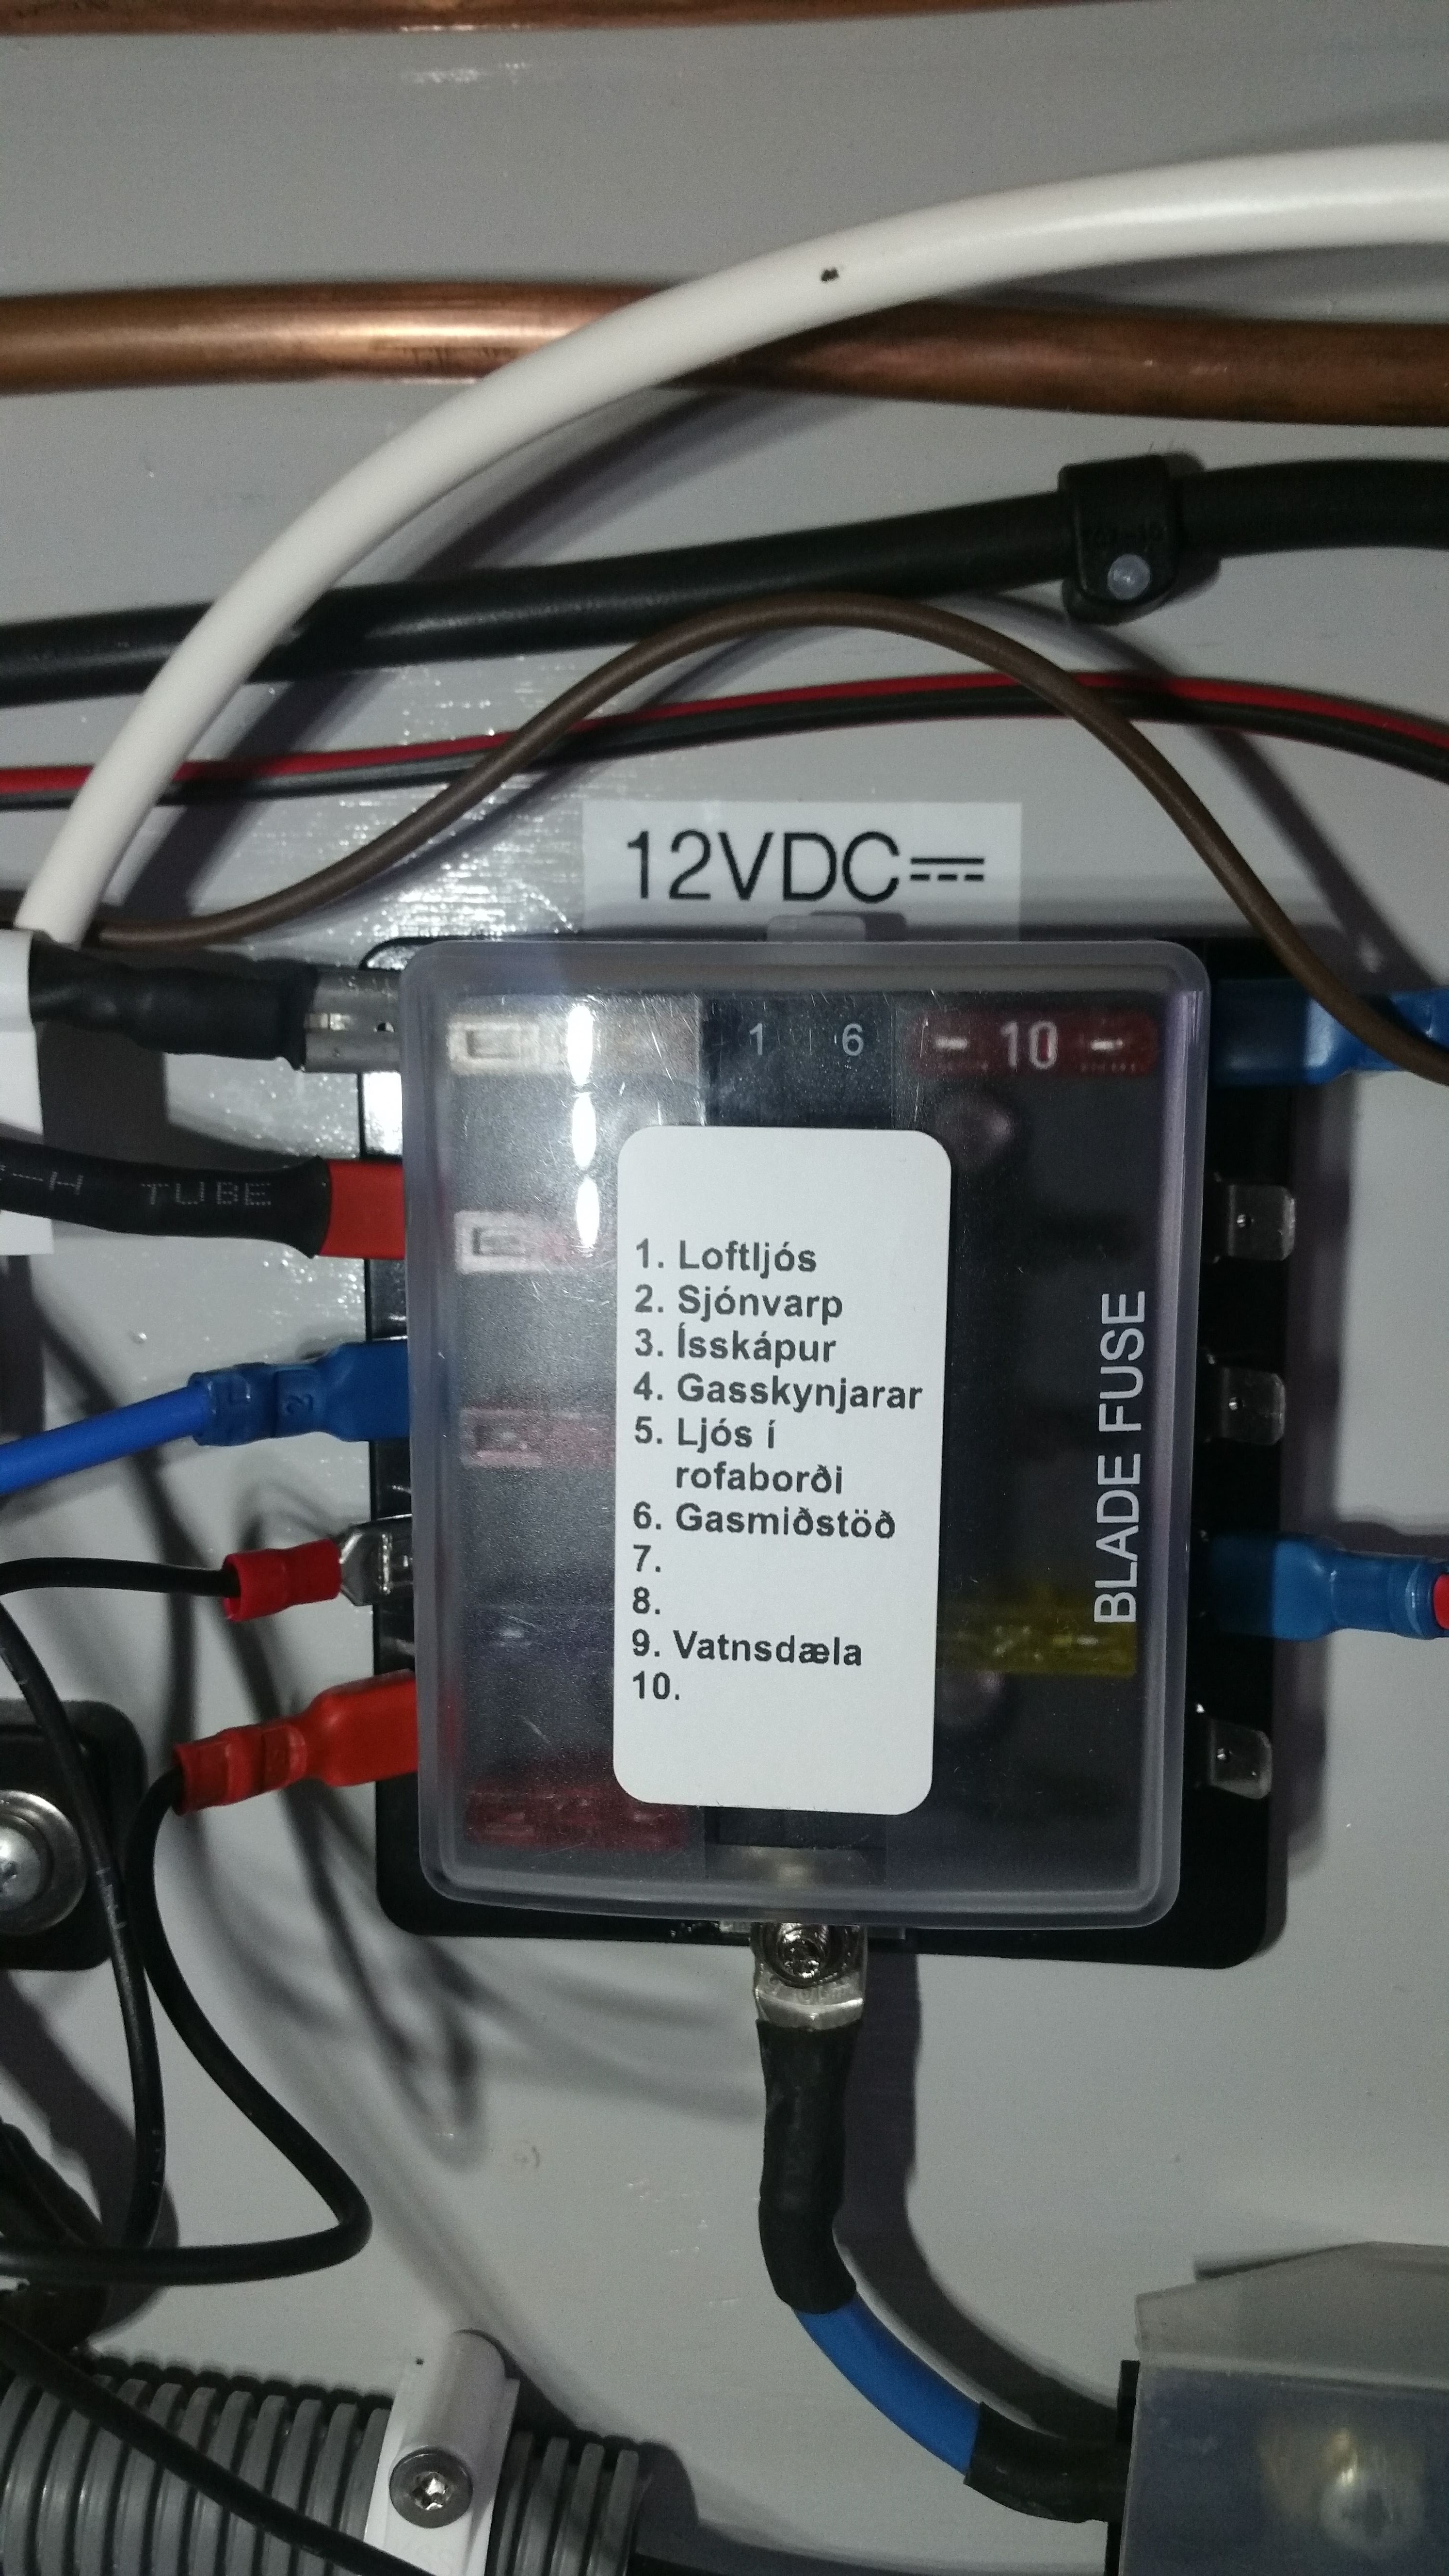 12VDC
1 6 - 10 -
TUBE
1. Loftljós
2. Sjónvarp
3. Ísskápur
4. Gasskynjarar
5. Ljós í
rofaborði
6. Gasmiðstöð
7.
8.
9. Vatnsdæla
10.
BLADE FUSE
2